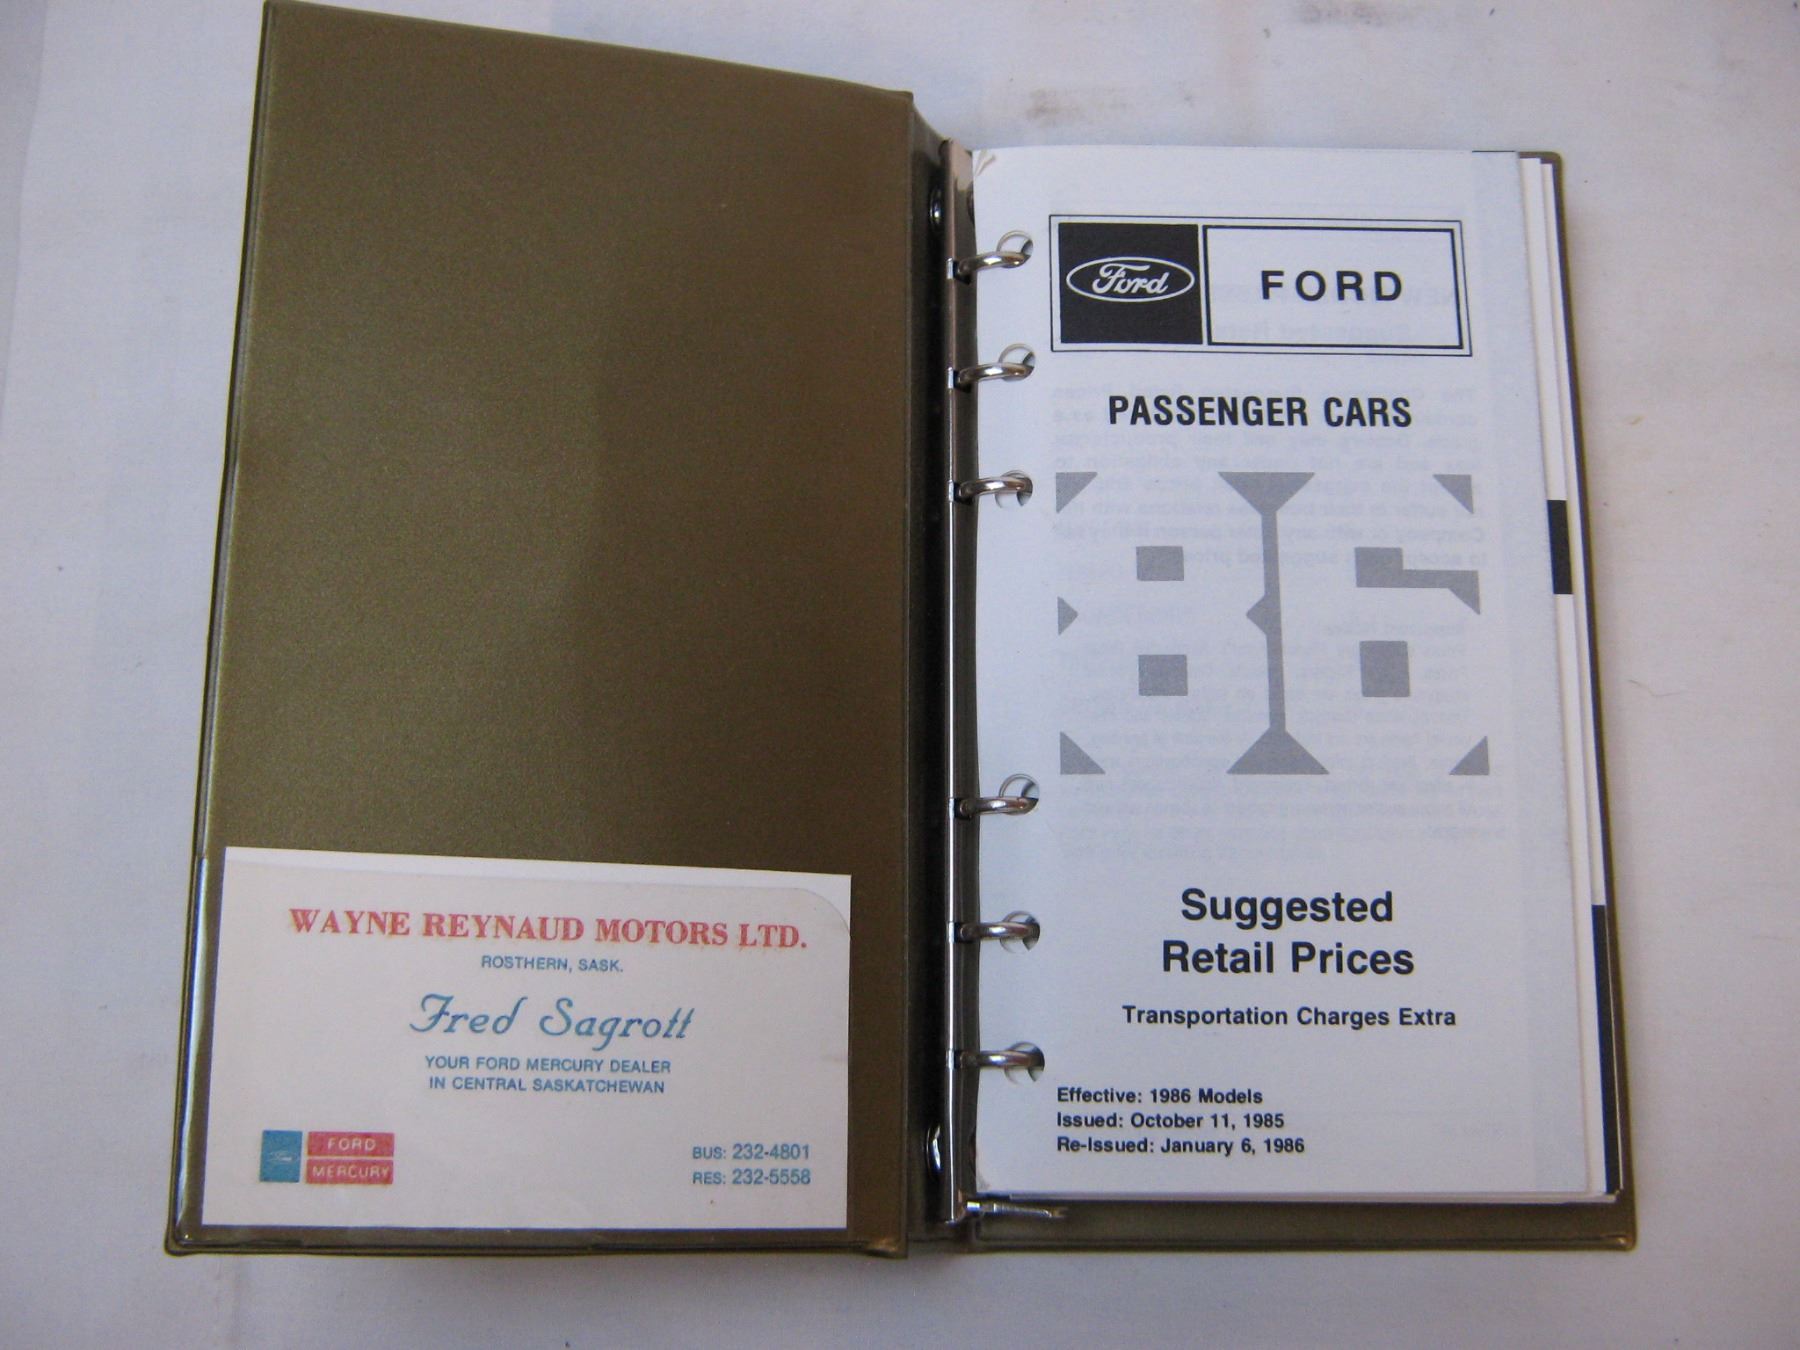 WAYNE REYNAUD MOTORS LTD.
ROSTHERN, SASK.
Fred Sagrott
YOUR FORD MERCURY DEALER
IN CENTRAL SASKATCHEWAN
FORD
MERCURY
BUS: 232-4801
RES: 232-5558
Ford
FORD
PASSENGER CARS
86
Suggested
Retail Prices
Transportation Charges Extra
Effective: 1986 Models
Issued: October 11, 1985
Re-Issued: January 6, 1986